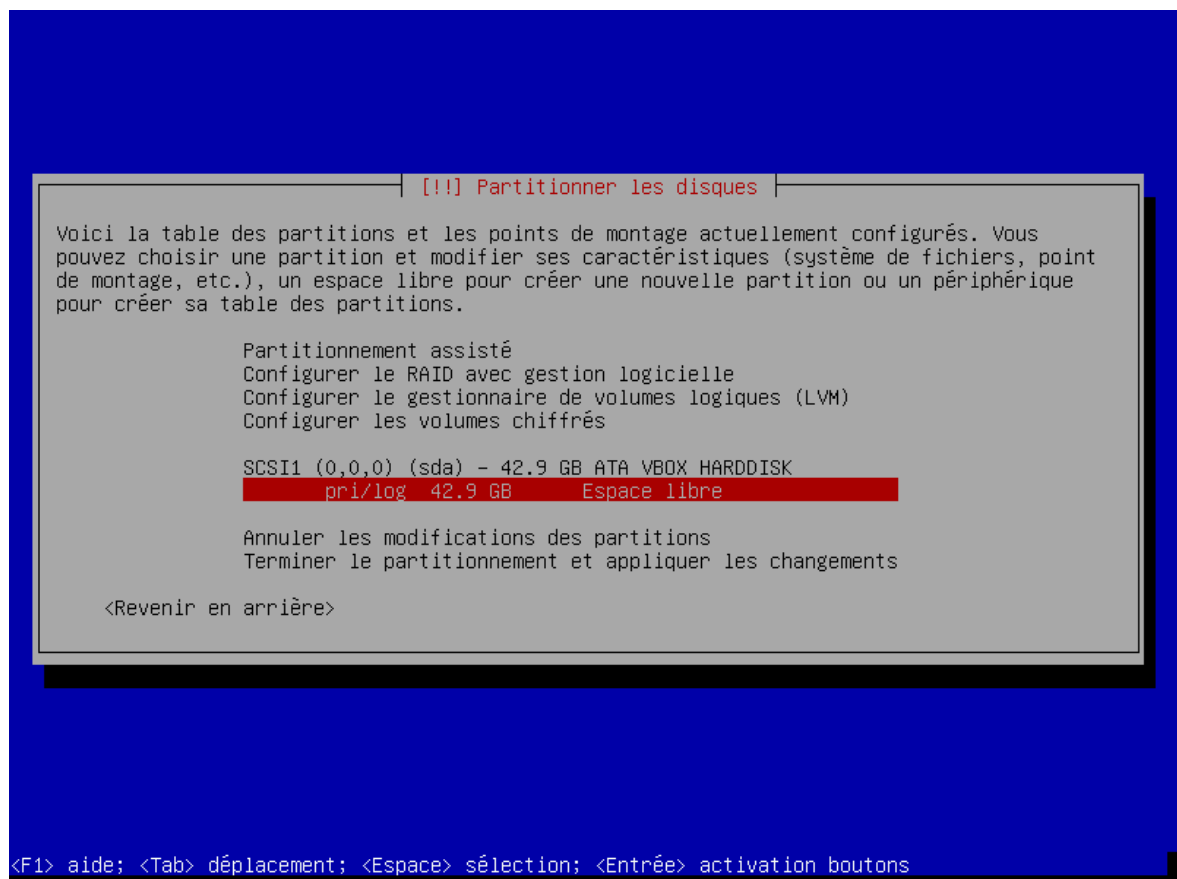 [!!] Partitionner les disques
Voici la table des partitions et les points de montage actuellement configurés. Vous
pouvez choisir une partition et modifier ses caractéristiques (système de fichiers, point
de montage, etc.), un espace libre pour créer une nouvelle partition ou un périphérique
pour créer sa table des partitions.
Partitionnement assisté
Configurer le RAID avec gestion logicielle
Configurer le gestionnaire de volumes logiques (LVM)
Configurer les volumes chiffrés
SCSI1 (0,0,0) (sda) – 42.9 GB ATA VBOX HARDDISK
pri/log 42.9 GB Espace libre
Annuler les modifications des partitions
Terminer le partitionnement et appliquer les changements
<Revenir en arrière>
<F1> aide; <Tab> déplacement; <Espace> sélection; <Entrée> activation boutons